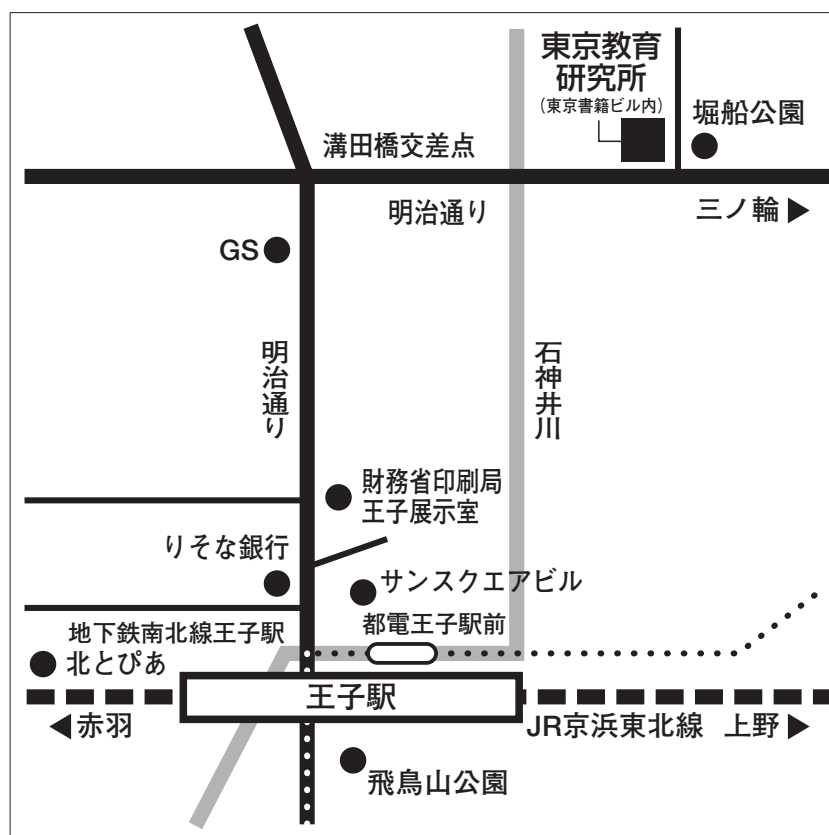 東京教育
研究所
(東京書籍ビル内)
堀船公園
溝田橋交差点
明治通り
三ノ輪▶
GS
明治通り
石神井川
財務省印刷局
王子展示室
りそな銀行
サンスクエアビル
都電王子駅前
地下鉄南北線王子駅
北とぴあ
王子駅
◀赤羽
JR京浜東北線 上野▶
飛鳥山公園